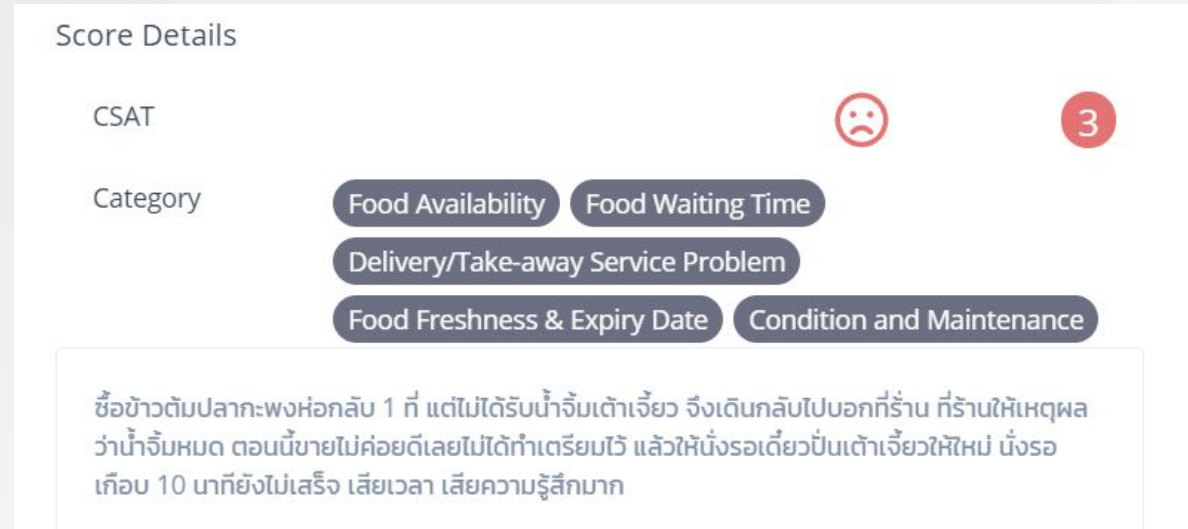 Score Details
CSAT 3
Category Food Availability Food Waiting Time
Delivery/Take-away Service Problem
Food Freshness & Expiry Date Condition and Maintenance
ซื้อข้าวต้มปลากะพงห่อกลับ 1 ที่ แต่ไม่ได้รับน้ำจิ้มเต้าเจี้ยว จึงเดินกลับไปบอกที่ร้่าน ที่ร้านให้เหตุผล
ว่าน้ำจิ้มหมด ตอนนี้ขายไม่ค่อยดีเลยไม่ได้ทำเตรียมไว้ แล้วให้นั่งรอเดี๋ยวปั่นเต้าเจี้ยวให้ใหม่ นั่งรอ
เกือบ 10 นาทียังไม่เสร็จ เสียเวลา เสียความรู้สึกมาก